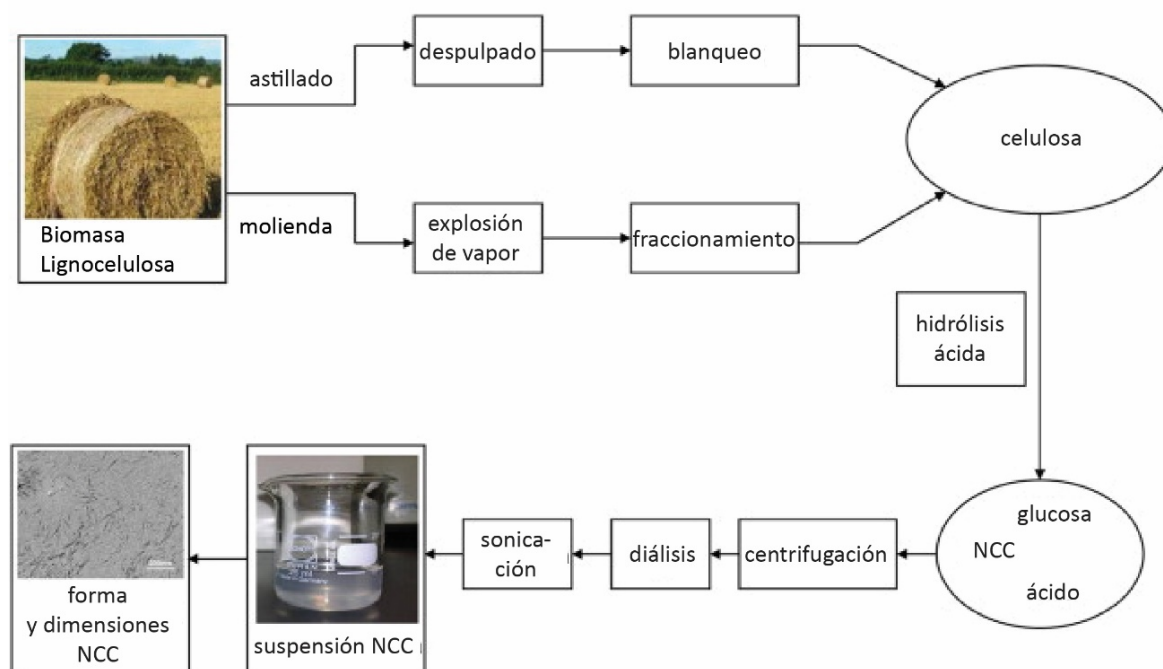 astillado
despulpado
blanqueo
celulosa
Biomasa
Lignocelulosa
molienda
explosión
de vapor
fraccionamiento
hidrólisis
ácida
glucosa
NCC
ácido
centrifugación
diálisis
sonica-
ción
suspensión NCC
forma
y dimensiones
NCC